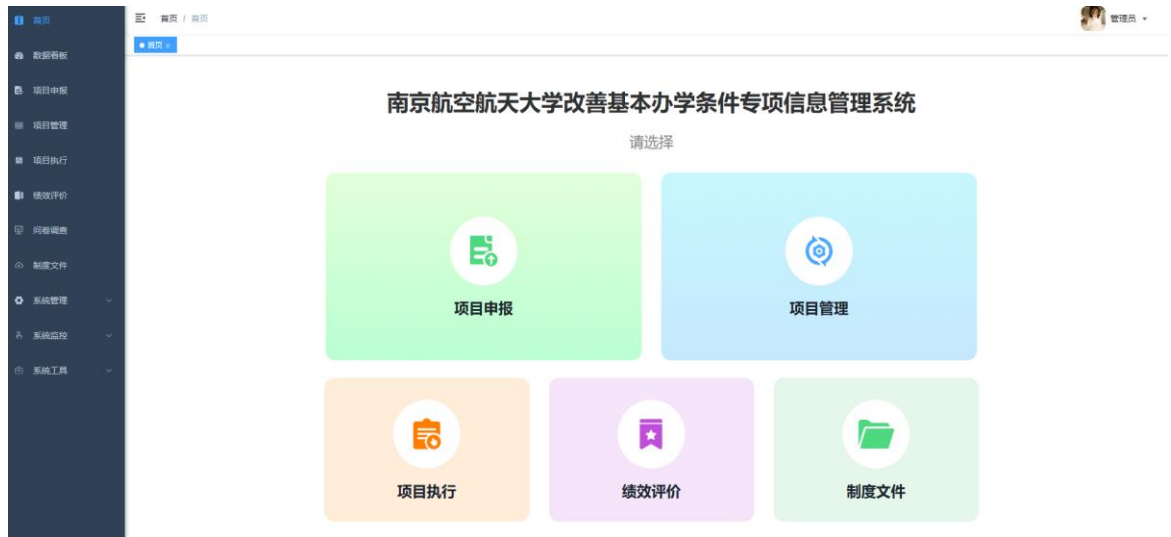 首页
数据看板
项目申报
项目管理
项目执行
绩效评价
问卷调查
制度文件
系统管理
系统监控
系统工具
首页 / 首页
管理员
首页 ×
南京航空航天大学改善基本办学条件专项信息管理系统
请选择
项目申报
项目管理
项目执行
绩效评价
制度文件